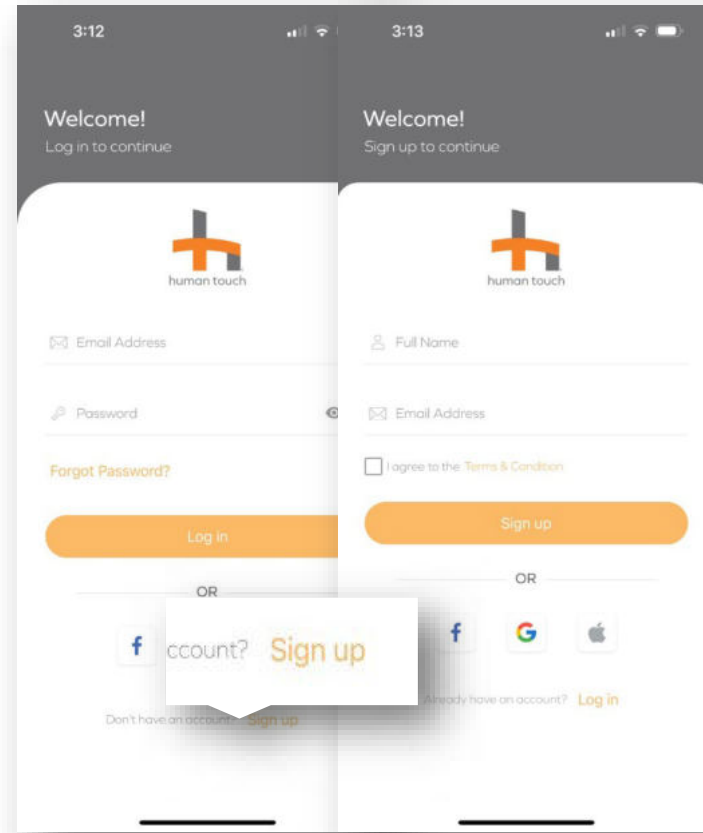 3:12
Welcome!
Log in to continue
human touch
Email Address
Password
Forgot Password?
Log in
OR
f
ccount? Sign up
Don't have an account? Sign up
3:13
Welcome!
Sign up to continue
human touch
Full Name
Email Address
I agree to the Terms & Condition
Sign up
OR
f G
Already have an account? Log in